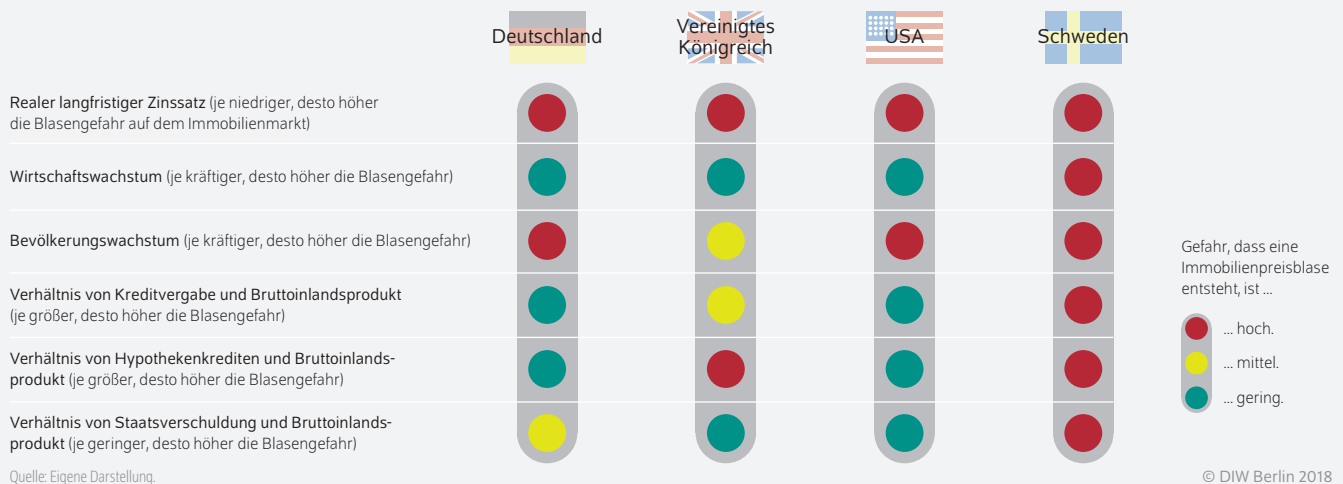 Deutschland
Vereinigtes
Königreich
USA
Schweden
Realer langfristiger Zinssatz (je niedriger, desto höher
die Blasengefahr auf dem Immobilienmarkt)
Wirtschaftswachstum (je kräftiger, desto höher die Blasengefahr)
Bevölkerungswachstum (je kräftiger, desto höher die Blasengefahr)
Verhältnis von Kreditvergabe und Bruttoinlandsprodukt
(je größer, desto höher die Blasengefahr)
Verhältnis von Hypothekenkrediten und Bruttoinlands-
produkt (je größer, desto höher die Blasengefahr)
Verhältnis von Staatsverschuldung und Bruttoinlands-
produkt (je geringer, desto höher die Blasengefahr)
Gefahr, dass eine
Immobilienpreisblase
entsteht, ist ...
... hoch.
... mittel.
... gering.
Quelle: Eigene Darstellung.
© DIW Berlin 2018